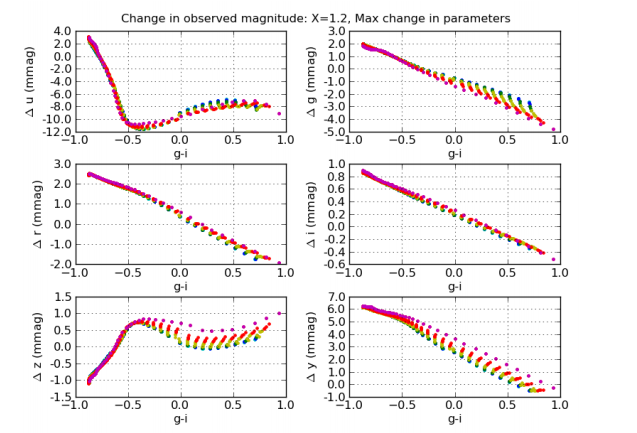 Change in observed magnitude: X=1.2, Max change in parameters
4.0
2.0
0.0
-2.0
-4.0
-6.0
-8.0
-10.0
-12.0
Δ u (mmag)
−1.0 −0.5 0.0 0.5 1.0
g-i
3.0
2.0
1.0
0.0
-1.0
-2.0
-3.0
-4.0
-5.0
Δ g (mmag)
−1.0 −0.5 0.0 0.5 1.0
g-i
3.0
2.0
1.0
0.0
-1.0
-2.0
Δ r (mmag)
−1.0 −0.5 0.0 0.5 1.0
g-i
1.0
0.8
0.6
0.4
0.2
0.0
-0.2
-0.4
-0.6
Δ i (mmag)
−1.0 −0.5 0.0 0.5 1.0
g-i
1.5
1.0
0.5
0.0
-0.5
-1.0
-1.5
Δ z (mmag)
−1.0 −0.5 0.0 0.5 1.0
g-i
7.0
6.0
5.0
4.0
3.0
2.0
1.0
0.0
-1.0
Δ y (mmag)
−1.0 −0.5 0.0 0.5 1.0
g-i